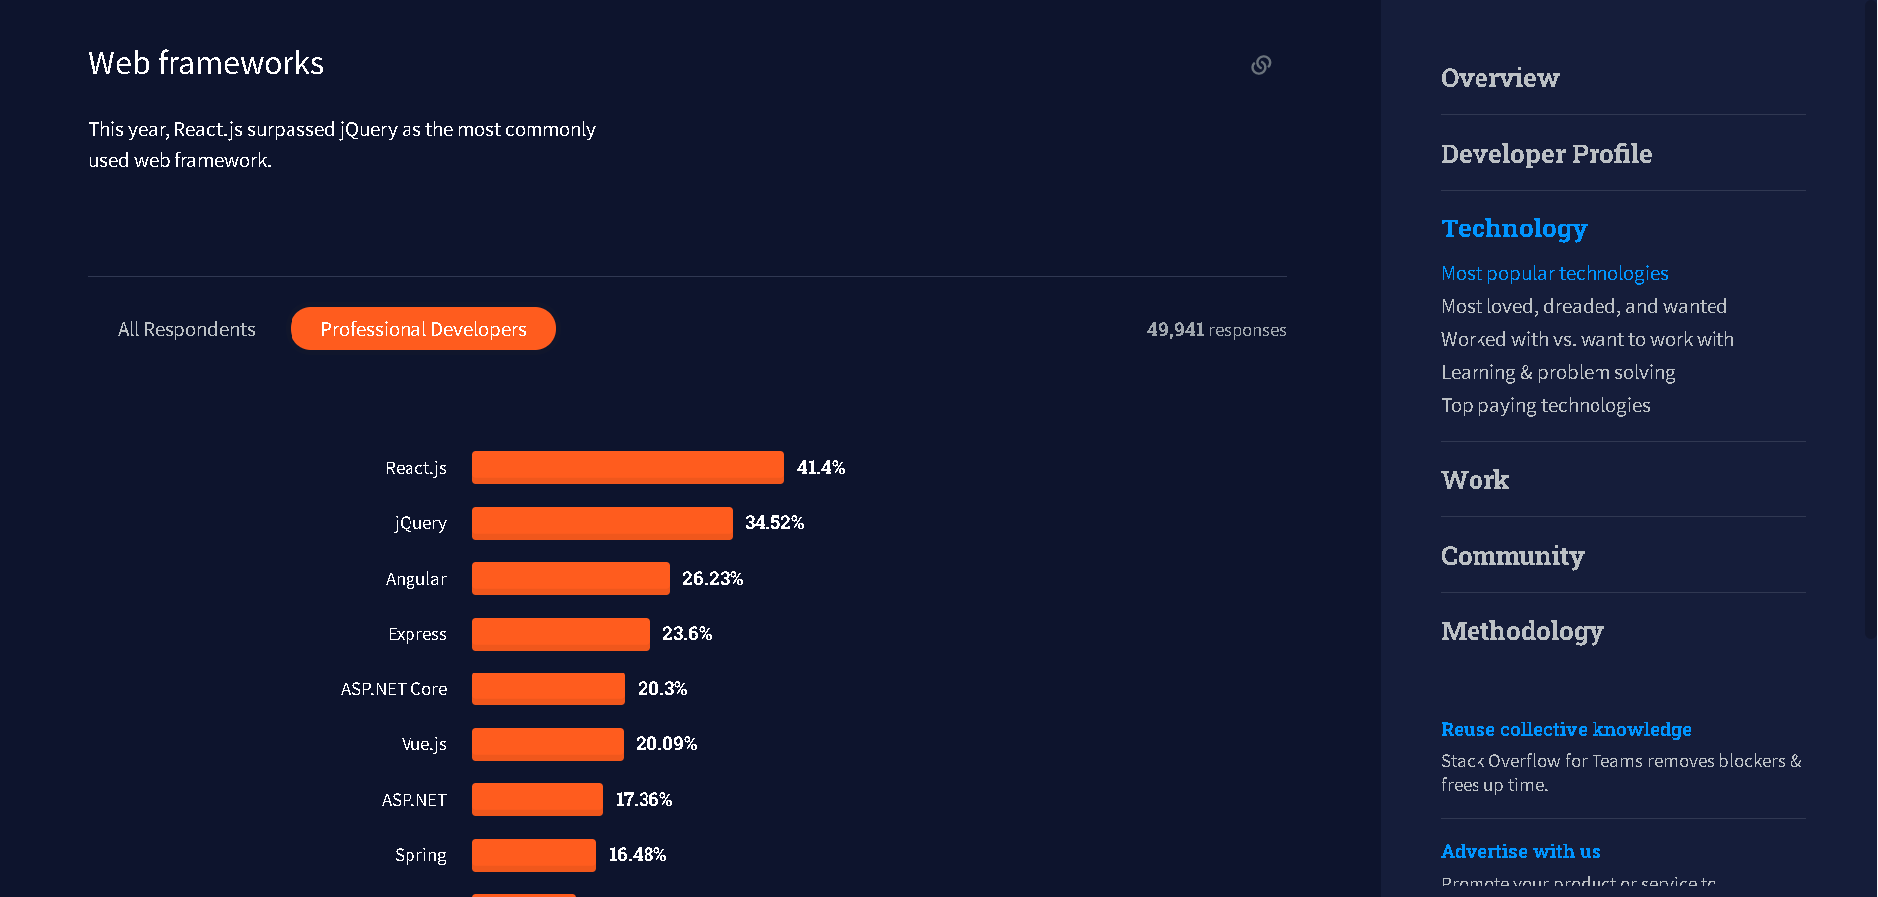 Web frameworks
This year, React.js surpassed jQuery as the most commonly
used web framework.
All Respondents
Professional Developers
49,941 responses
React.js
41.4%
jQuery
34.52%
Angular
26.23%
Express
23.6%
ASP.NET Core
20.3%
Vue.js
20.09%
ASP.NET
17.36%
Spring
16.48%
Overview
Developer Profile
Technology
Most popular technologies
Most loved, dreaded, and wanted
Worked with vs. want to work with
Learning & problem solving
Top paying technologies
Work
Community
Methodology
Reuse collective knowledge
Stack Overflow for Teams removes blockers &
frees up time.
Advertise with us
Promote your product or service to